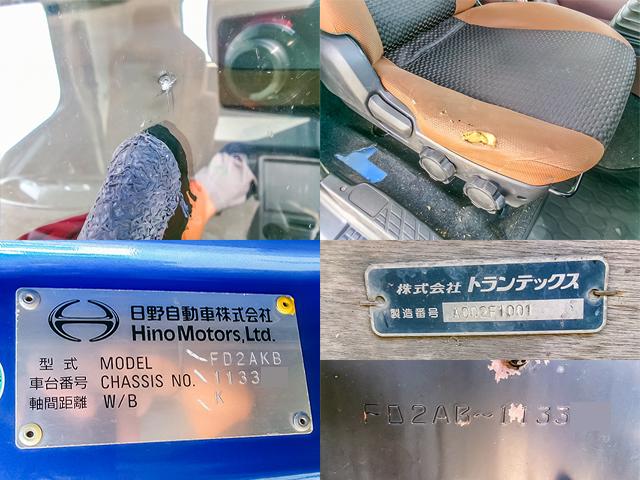 日野自動車株式会社
Hino Motors, Ltd.
型式 MODEL FD2AKB
車台番号 CHASSIS NO. 1133
軸間距離 W/B K
株式会社 トランテックス
製造番号 A002F1001
FD2AB~1133